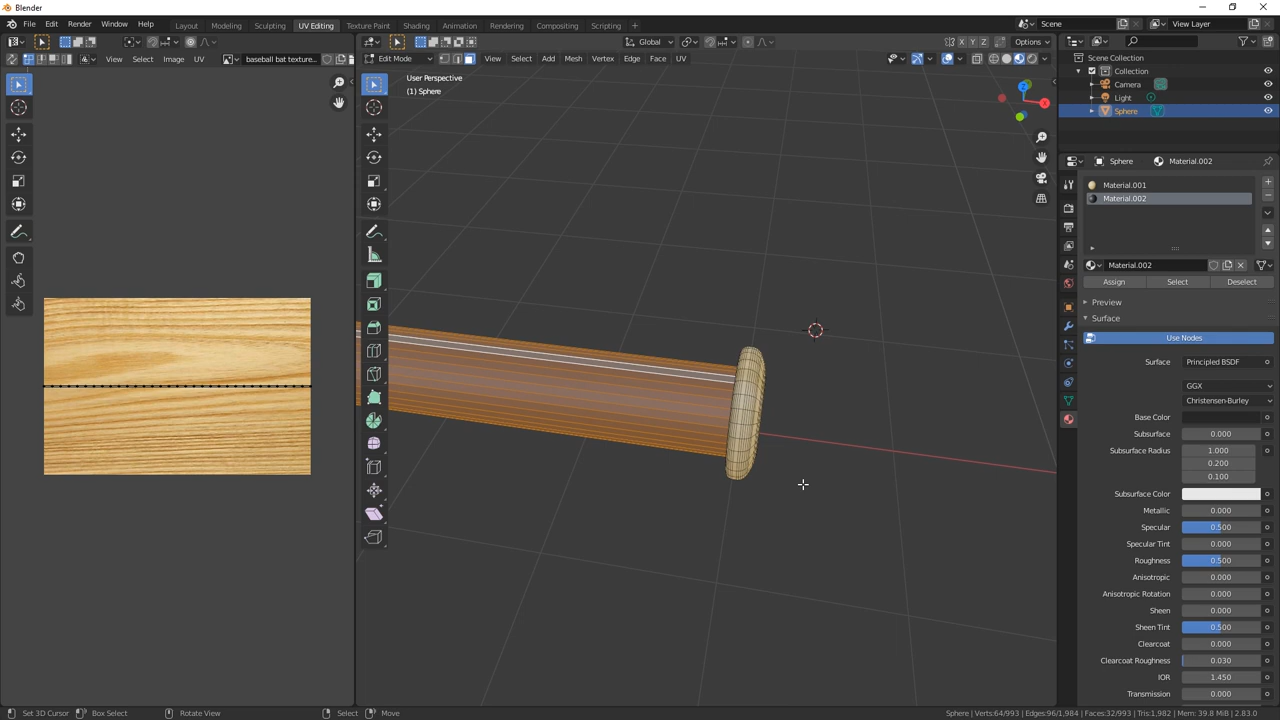 Blender
File Edit Render Window Help Layout Modeling Sculpting UV Editing Texture Paint Shading Animation Rendering Compositing Scripting + Scene View Layer
Global X Y Z Options
View Select Image UV baseball bat texture... Edit Mode View Select Add Mesh Vertex Edge Face UV
User Perspective
(1) Sphere
Scene Collection
Collection
Camera
Light
Sphere
Sphere Material.002
Material.001
Material.002
Material.002
Assign Select Deselect
Preview
Surface
Use Nodes
Surface Principled BSDF
GGX
Christensen-Burley
Base Color
Subsurface 0.000
Subsurface Radius 1.000
0.200
0.100
Subsurface Color
Metallic 0.000
Specular 0.500
Specular Tint 0.000
Roughness 0.500
Anisotropic 0.000
Anisotropic Rotation 0.000
Sheen 0.000
Sheen Tint 0.500
Clearcoat 0.000
Clearcoat Roughness 0.030
IOR 1.450
Transmission 0.000
Set 3D Cursor Box Select Rotate View Select Move Sphere | Verts:64/993 | Edges:96/1,984 | Faces:32/993 | Tris:1,982 | Mem: 39.8 MiB | 2.83.0